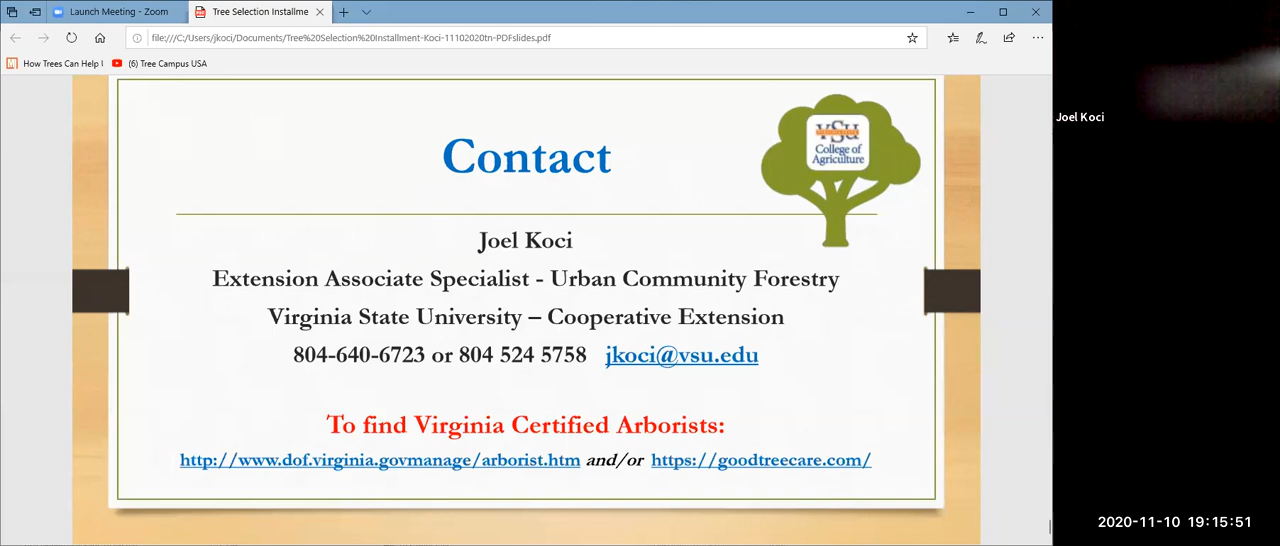 Launch Meeting - Zoom
Tree Selection Installme
file:///C:/Users/jkoci/Documents/Tree%20Selection%20Installment-Koci-11102020tn-PDFslides.pdf
How Trees Can Help
(6) Tree Campus USA
Joel Koci
Contact
VSU
College of
Agriculture
Joel Koci
Extension Associate Specialist - Urban Community Forestry
Virginia State University – Cooperative Extension
804-640-6723 or 804 524 5758 jkoci@vsu.edu
To find Virginia Certified Arborists:
http://www.dof.virginia.govmanage/arborist.htm and/or https://goodtreecare.com/
2020-11-10 19:15:51